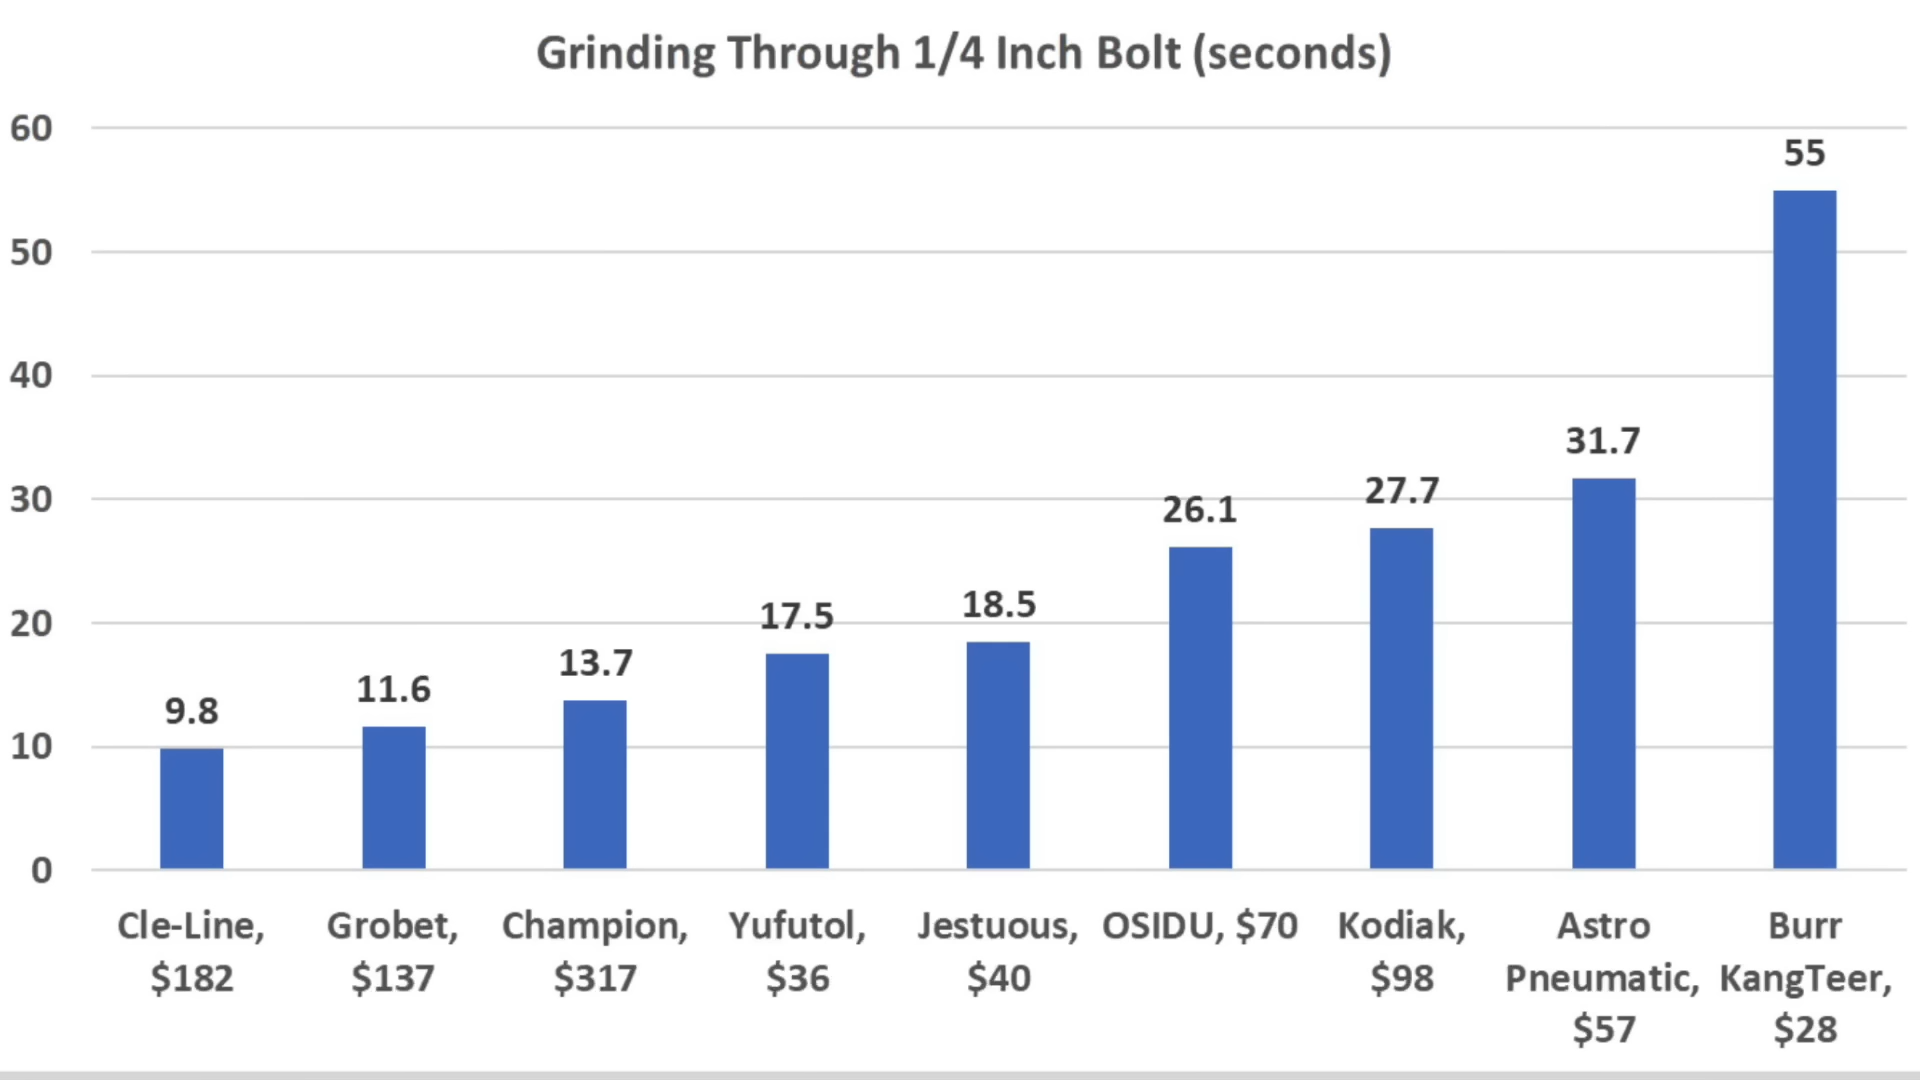 Grinding Through 1/4 Inch Bolt (seconds)
60
50
40
30
20
10
0
9.8
11.6
13.7
17.5
18.5
26.1
27.7
31.7
55
Cle-Line,
$182
Grobet,
$137
Champion,
$317
Yufutol,
$36
Jestuous,
$40
OSIDU, $70
Kodiak,
$98
Astro
Pneumatic,
$57
Burr
KangTeer,
$28